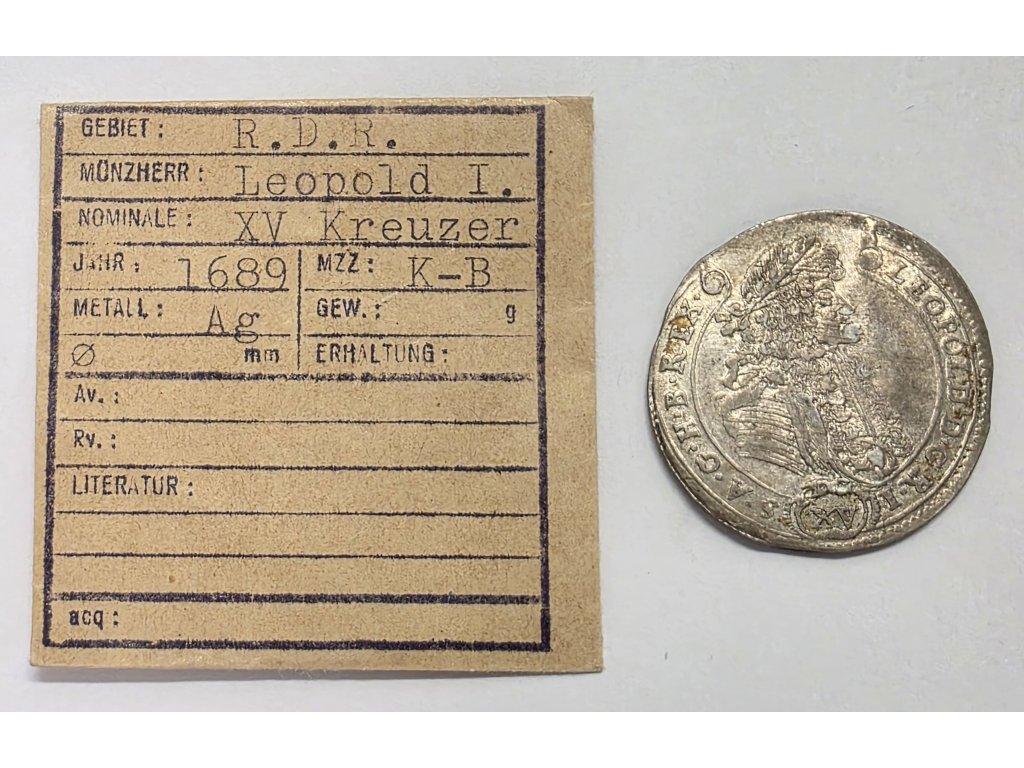 GEBIET: R.D.R.
MÜNZHERR: Leopold I.
NOMINALE: XV Kreuzer
JAHR: 1689 MZZ: K-B
METALL: Ag GEW.: g
Ø mm ERHALTUNG:
Av.:
Rv.:
LITERATUR:
acq:
LEOPOL
S·A·G·H·B·REX·
XV